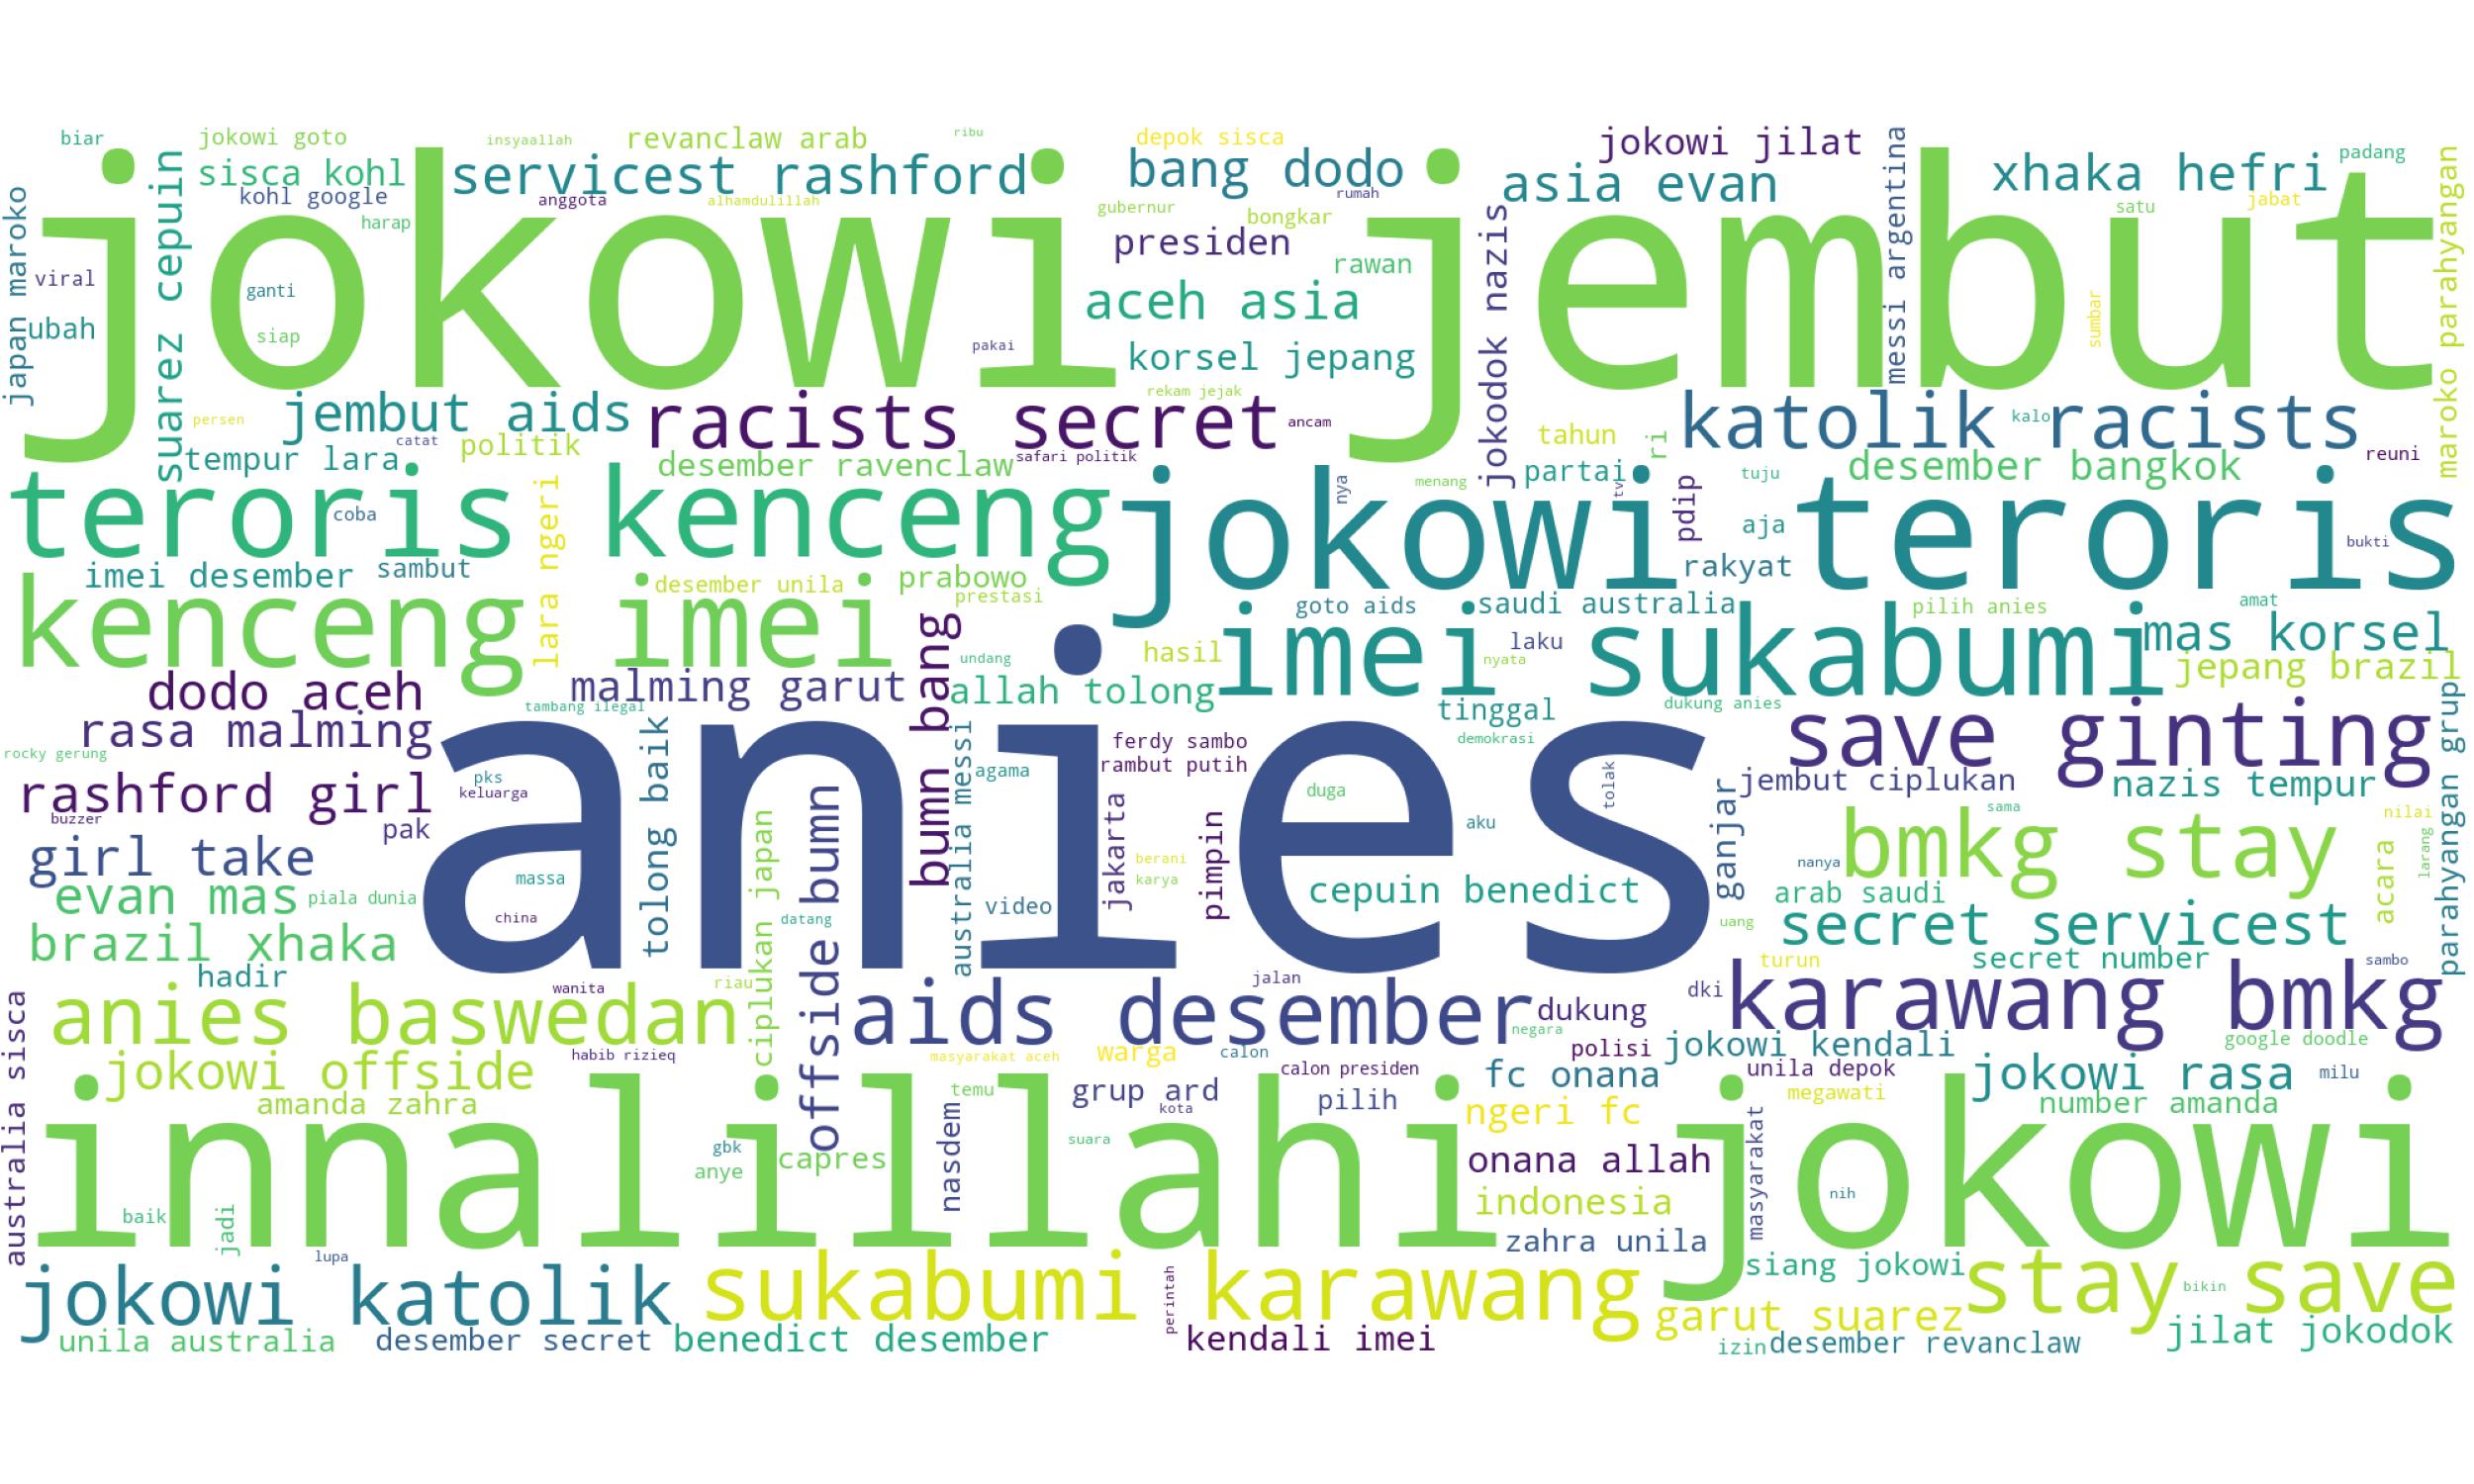 biar
jokowi goto
insyaallah
revanclaw arab
ribu
depok sisca
jokowi jilat
sisca kohl
servicest rashford
bang dodo
asia evan
xhaka hefri
padang
kohl google
anggota
alhamdulillah
rumah
gubernur
bongkar
satu
jabat
harap
jokowi jembut
japan maroko
suarez cepuin
viral
ganti
ubah
siap
pakai
presiden
rawan
aceh asia
korsel jepang
jokodok nazis
messi argentina
sumbar
maroko parahyangan
rekam jejak
persen
jembut aids
racists secret
ancam
katolik racists
kalo
catat
politik
tahun
ri
reuni
tempur lara
desember ravenclaw
safari politik
partai
desember bangkok
menang
tuju
tv
nya
pdip
teroris kenceng
jokowi teroris
coba
lara ngeri
aja
bukti
imei desember
sambut
desember unila
prabowo
prestasi
rakyat
kenceng imei
goto aids
saudi australia
pilih anies
amat
imei sukabumi
mas korsel
hasil
laku
nyata
undang
jepang brazil
dodo aceh
malming garut
bumn bang
allah tolong
tambang ilegal
tinggal
dukung anies
rasa malming
save ginting
rocky gerung
ferdy sambo
demokrasi
rambut putih
agama
anies
pks
keluarga
rashford girl
buzzer
pak
tolong baik
offside bumn
australia messi
duga
tolak
jembut ciplukan
nazis tempur
parahyangan grup
sama
nilai
girl take
massa
ciplukan japan
jakarta
berani
karya
pimpin
aku
ganjar
nanya
bmkg stay
larang
acara
evan mas
piala dunia
china
datang
video
cepuin benedict
arab saudi
uang
secret servicest
brazil xhaka
hadir
turun
secret number
sambo
wanita
riau
jalan
anies baswedan
aids desember
dukung
dki
karawang bmkg
negara
australia sisca
jokowi offside
habib rizieq
masyarakat aceh
warga
calon
polisi
jokowi kendali
google doodle
calon presiden
unila depok
fc onana
jokowi rasa
milu
amanda zahra
temu
grup ard
kota
pilih
ngeri fc
megawati
number amanda
innalillahi jokowi
gbk
anye
capres
nasdem
suara
onana allah
masyarakat
nih
indonesia
baik
jadi
zahra unila
lupa
siang jokowi
jokowi katolik
sukabumi karawang
perintah
stay save
bikin
garut suarez
unila australia
desember secret
benedict desember
kendali imei
izin
desember revanclaw
jilat jokodok